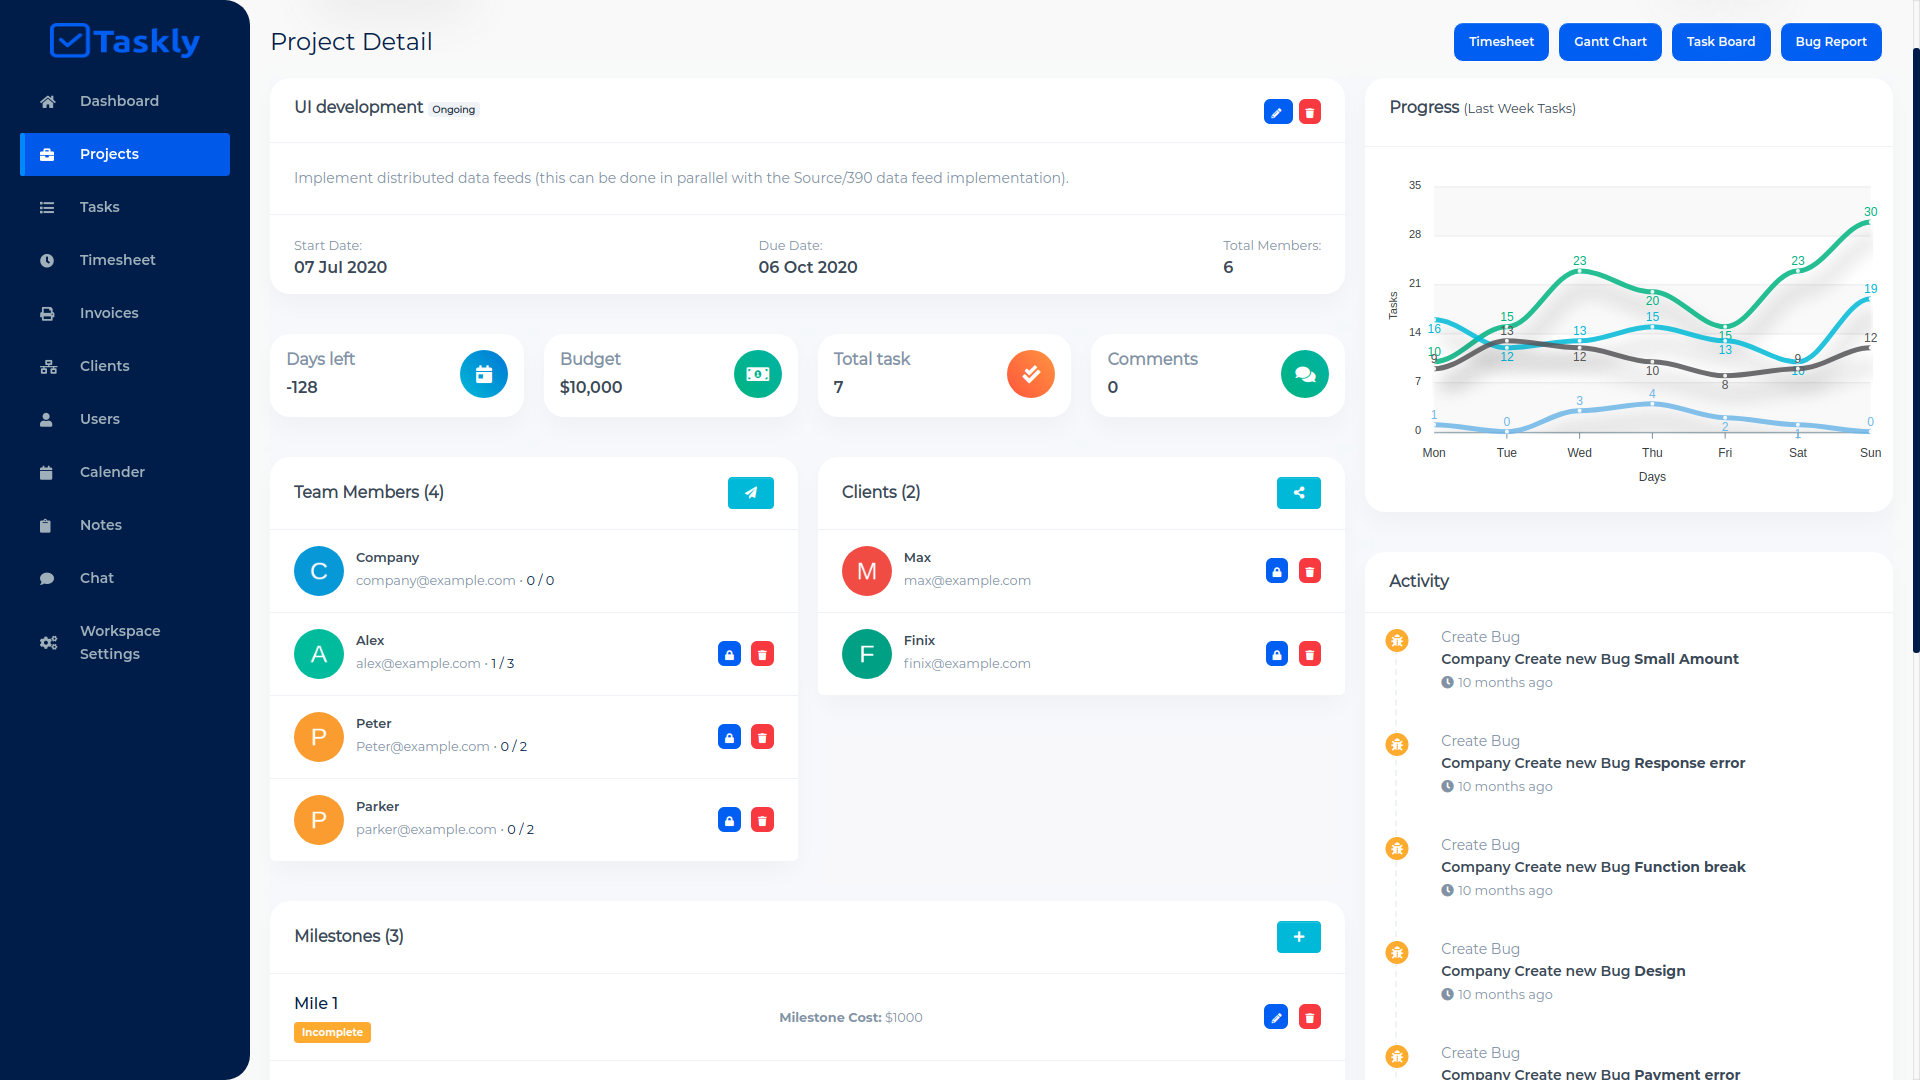 Taskly
Dashboard
Projects
Tasks
Timesheet
Invoices
Clients
Users
Calender
Notes
Chat
Workspace
Settings
Project Detail
Timesheet
Gantt Chart
Task Board
Bug Report
UI development Ongoing
Implement distributed data feeds (this can be done in parallel with the Source/390 data feed implementation).
Start Date:
07 Jul 2020
Due Date:
06 Oct 2020
Total Members:
6
Days left
-128
Budget
$10,000
Total task
7
Comments
0
Team Members (4)
C
Company
company@example.com • 0 / 0
A
Alex
alex@example.com • 1 / 3
P
Peter
Peter@example.com • 0 / 2
P
Parker
parker@example.com • 0 / 2
Clients (2)
M
Max
max@example.com
F
Finix
finix@example.com
Milestones (3)
Mile 1
Incomplete
Milestone Cost: $1000
Progress (Last Week Tasks)
Tasks
35
28
21
14
7
0
10
15
23
20
15
23
30
16
12
13
15
13
10
19
9
13
12
10
8
9
12
1
0
3
4
2
1
0
Mon
Tue
Wed
Thu
Fri
Sat
Sun
Days
Activity
Create Bug
Company Create new Bug Small Amount
10 months ago
Create Bug
Company Create new Bug Response error
10 months ago
Create Bug
Company Create new Bug Function break
10 months ago
Create Bug
Company Create new Bug Design
10 months ago
Create Bug
Company Create new Bug Payment error